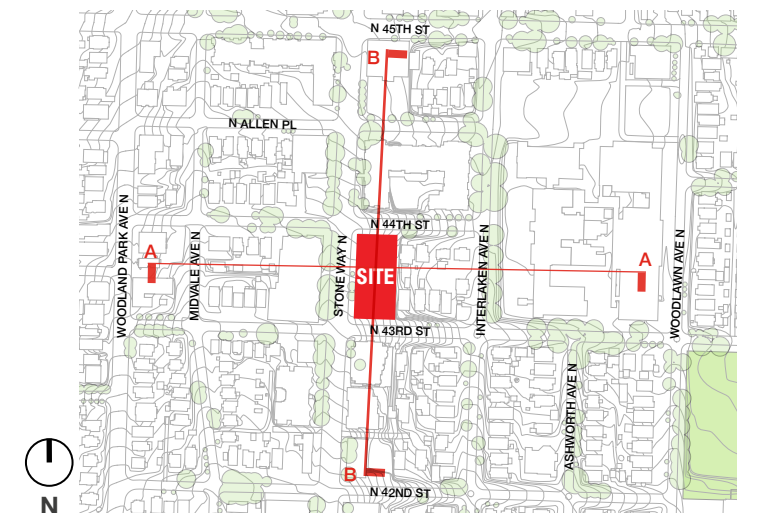 N 45TH ST
B
N ALLEN PL
WOODLAND PARK AVE N
A
MIDVALE AVE N
STONE WAY N
N 44TH ST
SITE
INTERLAKEN AVE N
A
WOODLAWN AVE N
N 43RD ST
ASHWORTH AVE N
B
N 42ND ST
N